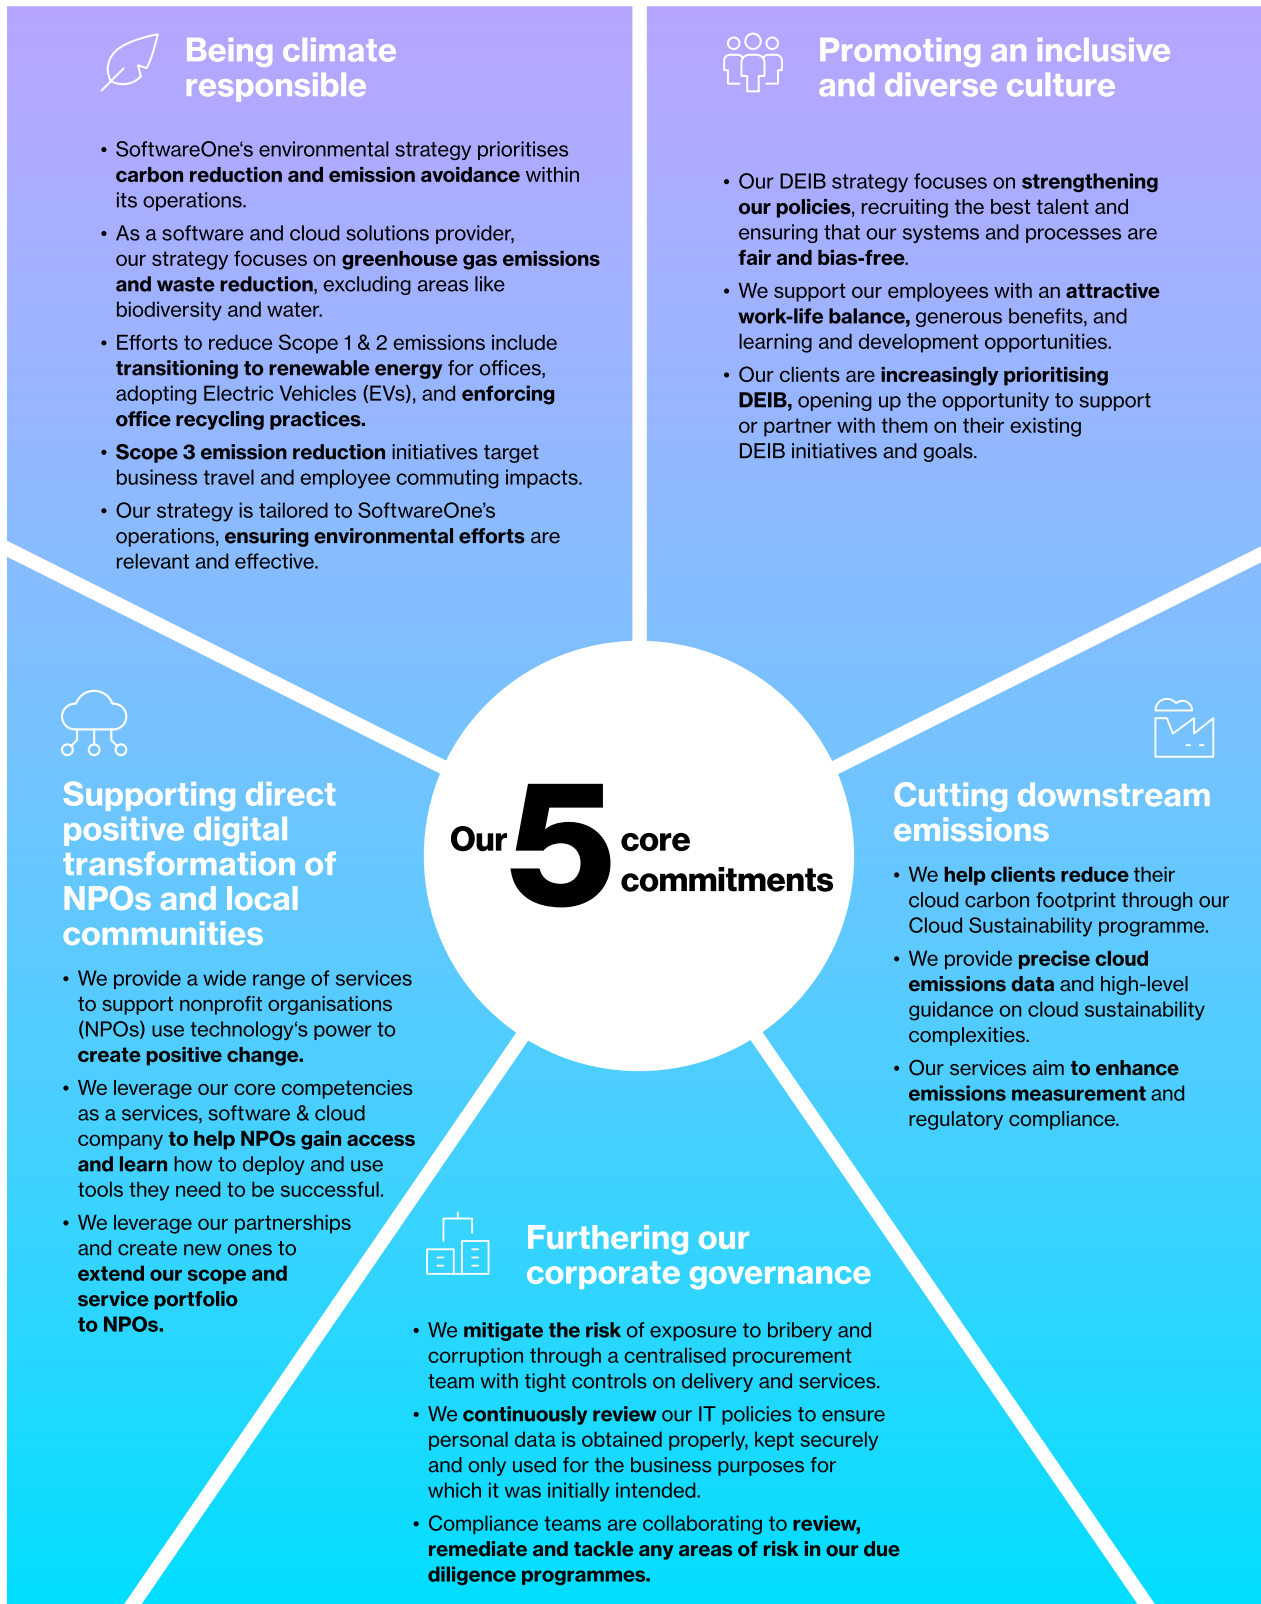 Being climate
responsible
• SoftwareOne‘s environmental strategy prioritises
carbon reduction and emission avoidance within
its operations.
• As a software and cloud solutions provider,
our strategy focuses on greenhouse gas emissions
and waste reduction, excluding areas like
biodiversity and water.
• Efforts to reduce Scope 1 & 2 emissions include
transitioning to renewable energy for offices,
adopting Electric Vehicles (EVs), and enforcing
office recycling practices.
• Scope 3 emission reduction initiatives target
business travel and employee commuting impacts.
• Our strategy is tailored to SoftwareOne’s
operations, ensuring environmental efforts are
relevant and effective.
Promoting an inclusive
and diverse culture
• Our DEIB strategy focuses on strengthening
our policies, recruiting the best talent and
ensuring that our systems and processes are
fair and bias-free.
• We support our employees with an attractive
work-life balance, generous benefits, and
learning and development opportunities.
• Our clients are increasingly prioritising
DEIB, opening up the opportunity to support
or partner with them on their existing
DEIB initiatives and goals.
Our 5 core
commitments
Supporting direct
positive digital
transformation of
NPOs and local
communities
• We provide a wide range of services
to support nonprofit organisations
(NPOs) use technology‘s power to
create positive change.
• We leverage our core competencies
as a services, software & cloud
company to help NPOs gain access
and learn how to deploy and use
tools they need to be successful.
• We leverage our partnerships
and create new ones to
extend our scope and
service portfolio
to NPOs.
Cutting downstream
emissions
• We help clients reduce their
cloud carbon footprint through our
Cloud Sustainability programme.
• We provide precise cloud
emissions data and high-level
guidance on cloud sustainability
complexities.
• Our services aim to enhance
emissions measurement and
regulatory compliance.
Furthering our
corporate governance
• We mitigate the risk of exposure to bribery and
corruption through a centralised procurement
team with tight controls on delivery and services.
• We continuously review our IT policies to ensure
personal data is obtained properly, kept securely
and only used for the business purposes for
which it was initially intended.
• Compliance teams are collaborating to review,
remediate and tackle any areas of risk in our due
diligence programmes.